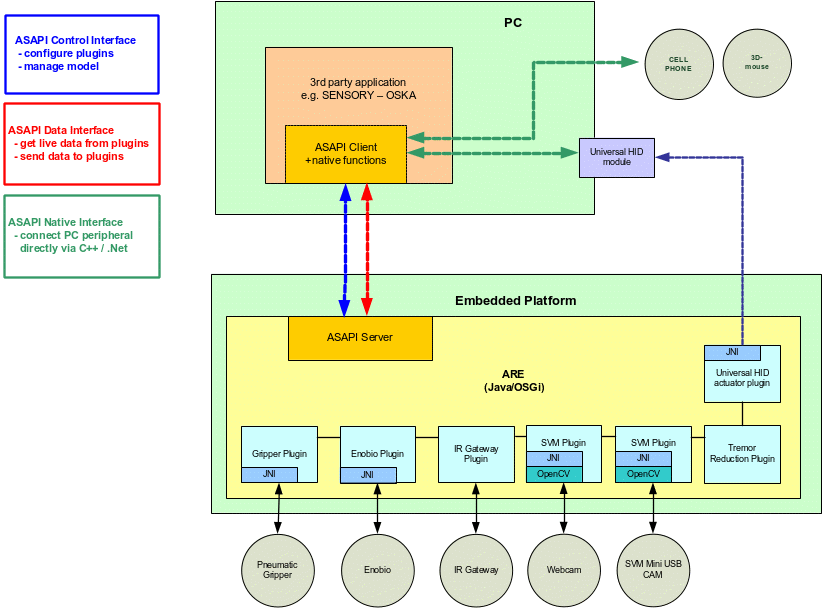 ASAPI Control Interface
- configure plugins
- manage model
ASAPI Data Interface
- get live data from plugins
- send data to plugins
ASAPI Native Interface
- connect PC peripheral
directly via C++ / .Net
PC
3rd party application
e.g. SENSORY – OSKA
ASAPI Client
+native functions
CELL
PHONE
3D-
mouse
Universal HID
module
Embedded Platform
ASAPI Server
ARE
(Java/OSGi)
JNI
Universal HID
actuator plugin
Gripper Plugin
JNI
Enobio Plugin
JNI
IR Gateway
Plugin
SVM Plugin
JNI
OpenCV
SVM Plugin
JNI
OpenCV
Tremor
Reduction Plugin
Pneumatic
Gripper
Enobio
IR Gateway
Webcam
SVM Mini USB
CAM